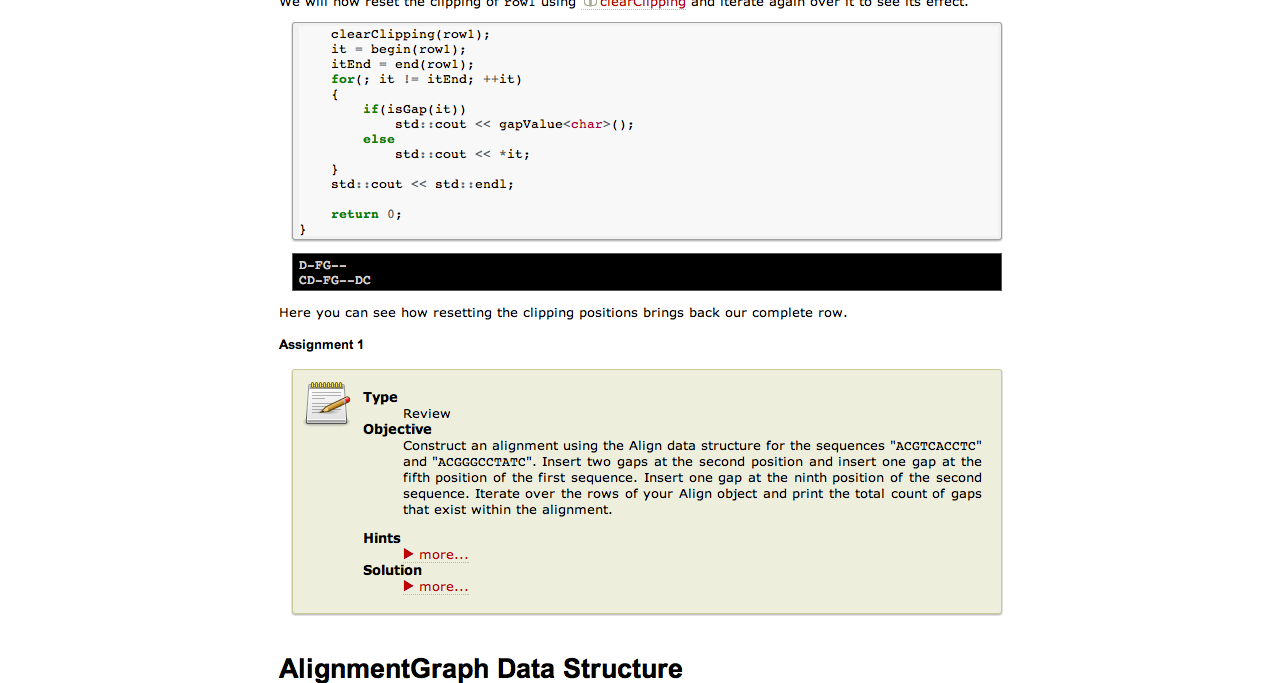 We will now reset the clipping of row1 using clearClipping and iterate again over it to see its effect.
clearClipping(row1);
it = begin(row1);
itEnd = end(row1);
for(; it != itEnd; ++it)
{
if(isGap(it))
std::cout << gapValue<char>();
else
std::cout << *it;
}
std::cout << std::endl;
return 0;
}
D-FG--
CD-FG--DC
Here you can see how resetting the clipping positions brings back our complete row.
Assignment 1
Type
Review
Objective
Construct an alignment using the Align data structure for the sequences "ACGTCACCTC"
and "ACGGGCCTATC". Insert two gaps at the second position and insert one gap at the
fifth position of the first sequence. Insert one gap at the ninth position of the second
sequence. Iterate over the rows of your Align object and print the total count of gaps
that exist within the alignment.
Hints
more...
Solution
more...
AlignmentGraph Data Structure